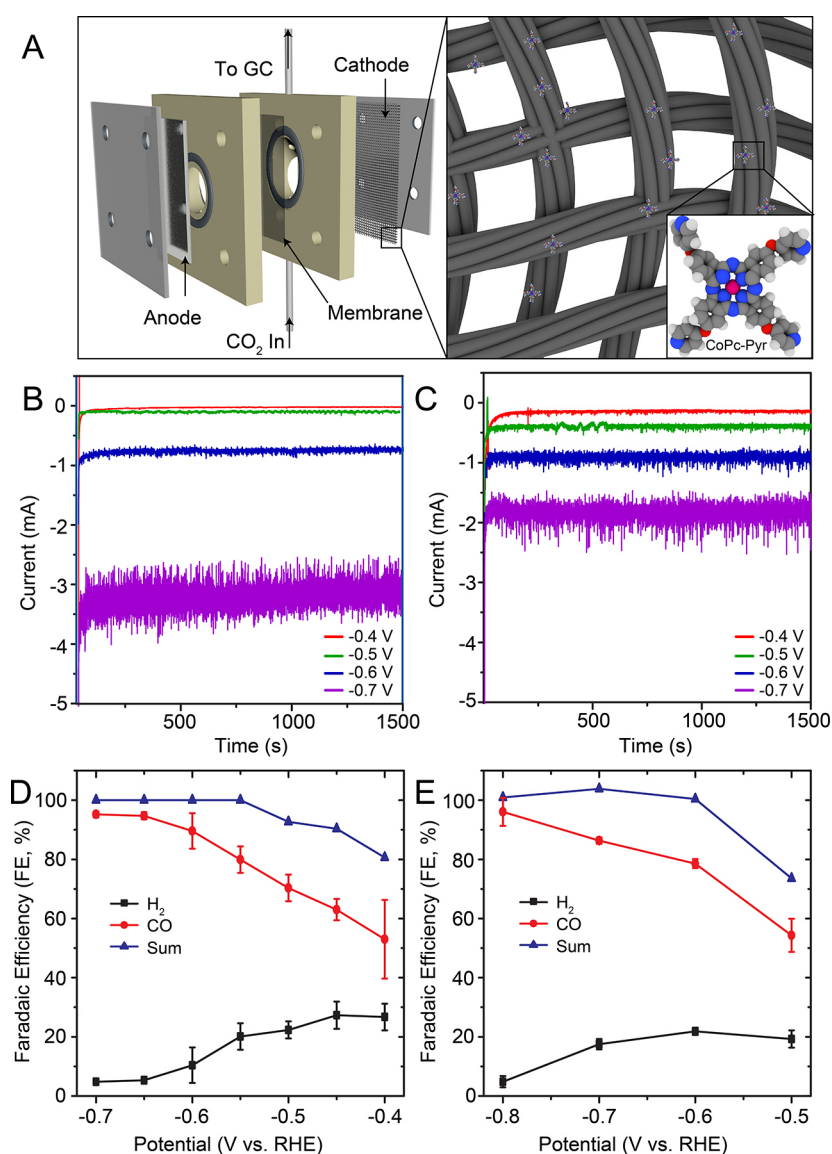 A
To GC
Cathode
Anode
Membrane
CO₂ In
CoPc-Pyr
B
0
-1
-2
-3
-4
-5
Current (mA)
500
1000
1500
Time (s)
-0.4 V
-0.5 V
-0.6 V
-0.7 V
C
0
-1
-2
-3
-4
-5
Current (mA)
500
1000
1500
Time (s)
-0.4 V
-0.5 V
-0.6 V
-0.7 V
D
100
80
60
40
20
0
Faradaic Efficiency (FE, %)
H₂
CO
Sum
-0.7
-0.6
-0.5
-0.4
Potential (V vs. RHE)
E
100
80
60
40
20
0
Faradaic Efficiency (FE, %)
H₂
CO
Sum
-0.8
-0.7
-0.6
-0.5
Potential (V vs. RHE)